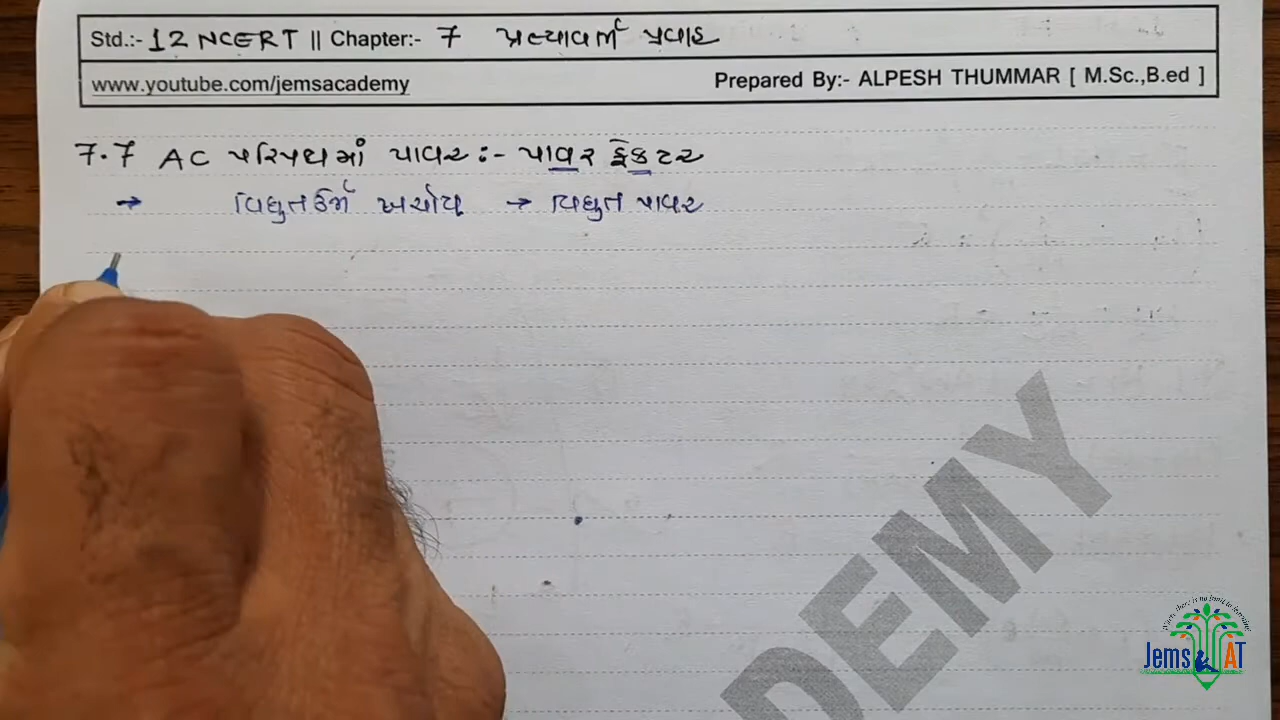 Std.:- 12 NCERT || Chapter:- 7 પ્રત્યાવર્ત પ્રવાહ
www.youtube.com/jemsacademy Prepared By:- ALPESH THUMMAR [ M.Sc.,B.ed ]
7.7 AC પરિપથમાં પાવર :- પાવર ફેક્ટર
→ વિદ્યુતઊર્જા → વિદ્યુત પાવર
DEMY
Jems AT